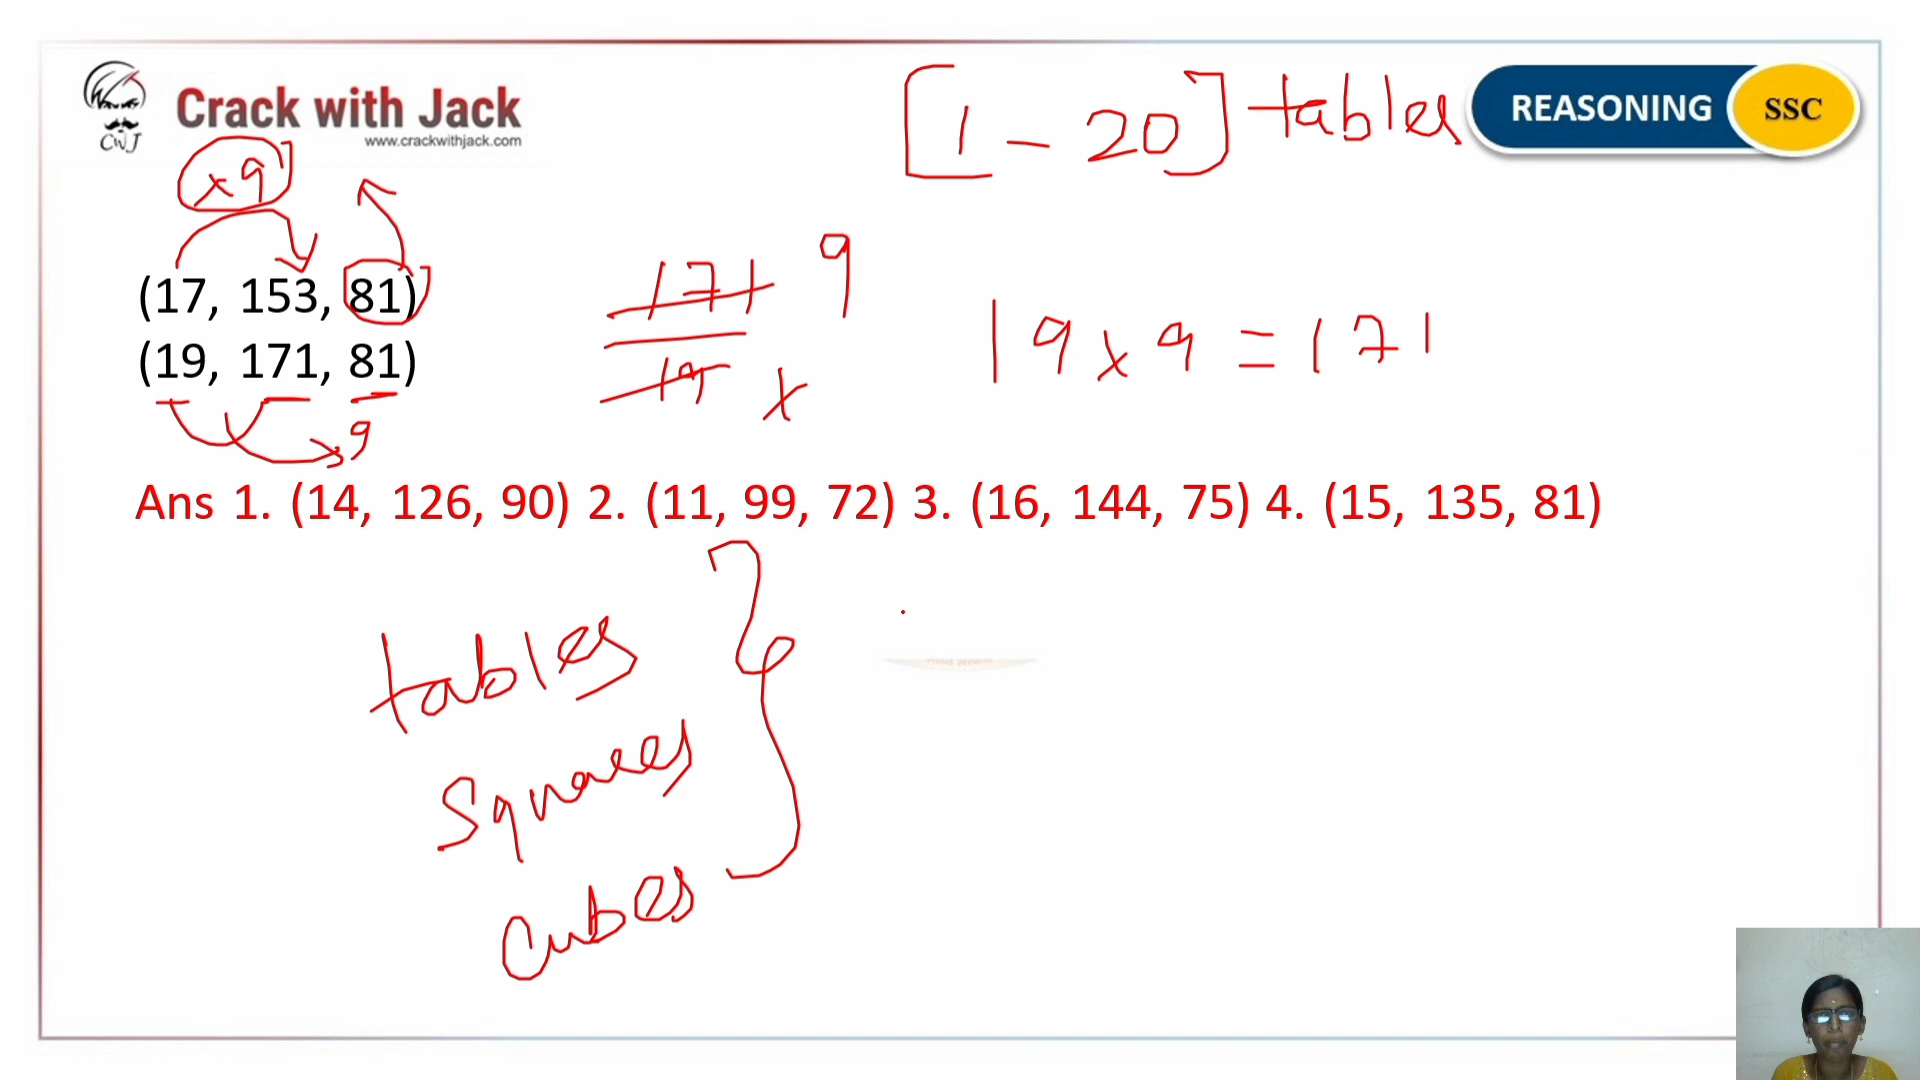 [1 - 20] tables
REASONING SSC
Crack with Jack
www.crackwithjack.com
CWJ
x9
(17, 153, 81)
171 9
19 x
19 x 9 = 171
(19, 171, 81)
9
Ans 1. (14, 126, 90) 2. (11, 99, 72) 3. (16, 144, 75) 4. (15, 135, 81)
tables
Squares
Cubes